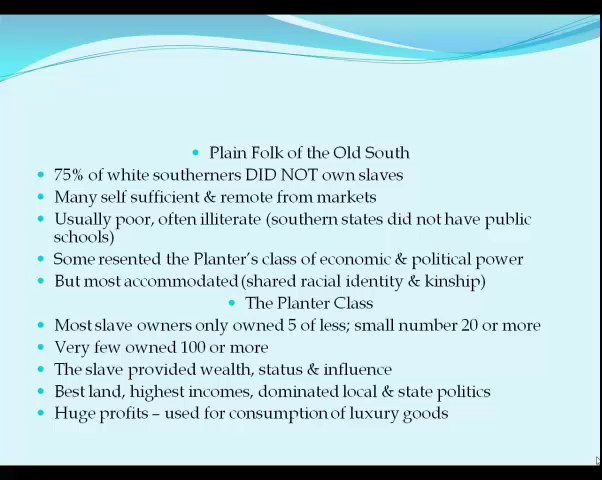 Plain Folk of the Old South
75% of white southerners DID NOT own slaves
Many self sufficient & remote from markets
Usually poor, often illiterate (southern states did not have public
schools)
Some resented the Planter's class of economic & political power
But most accommodated (shared racial identity & kinship)
The Planter Class
Most slave owners only owned 5 of less; small number 20 or more
Very few owned 100 or more
The slave provided wealth, status & influence
Best land, highest incomes, dominated local & state politics
Huge profits – used for consumption of luxury goods